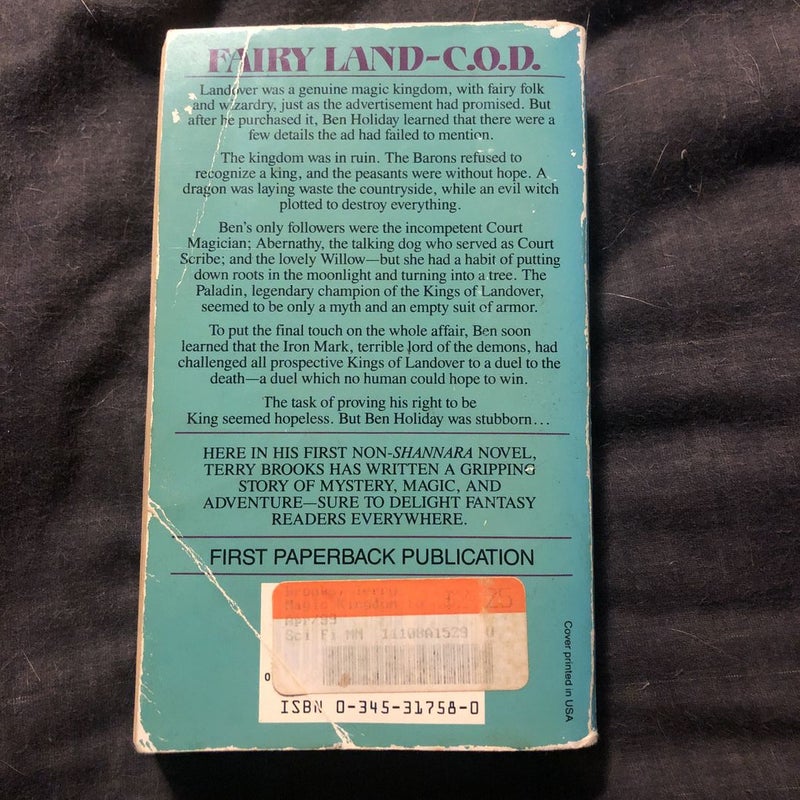 FAIRY LAND-C.O.D.
Landover was a genuine magic kingdom, with fairy folk
and wizardry, just as the advertisement had promised. But
after he purchased it, Ben Holiday learned that there were a
few details the ad had failed to mention.
The kingdom was in ruin. The Barons refused to
recognize a king, and the peasants were without hope. A
dragon was laying waste the countryside, while an evil witch
plotted to destroy everything.
Ben's only followers were the incompetent Court
Magician; Abernathy, the talking dog who served as Court
Scribe; and the lovely Willow—but she had a habit of putting
down roots in the moonlight and turning into a tree. The
Paladin, legendary champion of the Kings of Landover,
seemed to be only a myth and an empty suit of armor.
To put the final touch on the whole affair, Ben soon
learned that the Iron Mark, terrible lord of the demons, had
challenged all prospective Kings of Landover to a duel to the
death—a duel which no human could hope to win.
The task of proving his right to be
King seemed hopeless. But Ben Holiday was stubborn...
HERE IN HIS FIRST NON-SHANNARA NOVEL,
TERRY BROOKS HAS WRITTEN A GRIPPING
STORY OF MYSTERY, MAGIC, AND
ADVENTURE—SURE TO DELIGHT FANTASY
READERS EVERYWHERE.
FIRST PAPERBACK PUBLICATION
Brooks, Terry
Magic Kingdom
Sci Fi MM 11108A1529 0
0
ISBN 0-345-31758-0
Cover printed in USA